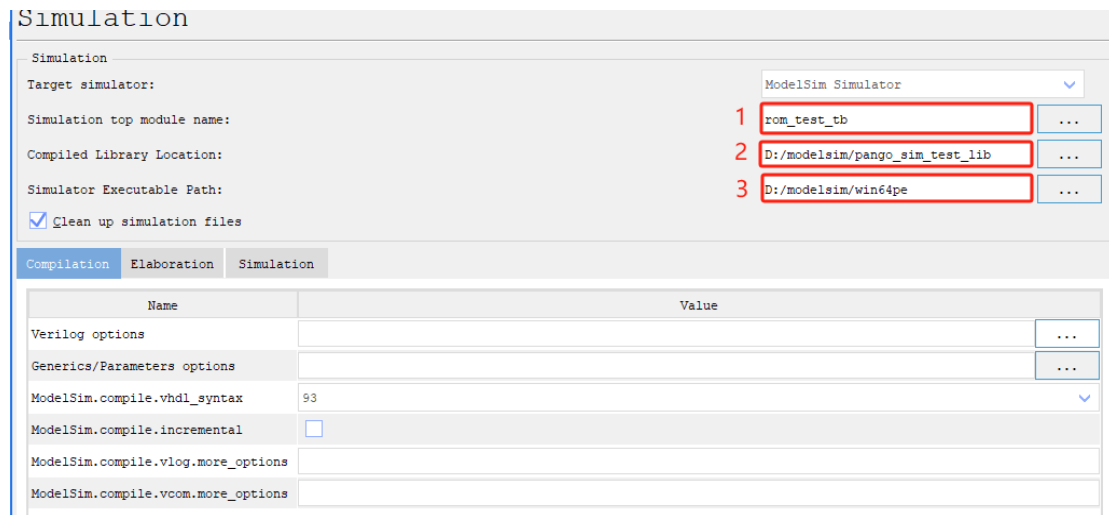 Simulation
Simulation
Target simulator: ModelSim Simulator
Simulation top module name: 1 rom_test_tb ...
Compiled Library Location: 2 D:/modelsim/pango_sim_test_lib ...
Simulator Executable Path: 3 D:/modelsim/win64pe ...
Clean up simulation files
Compilation Elaboration Simulation
Name Value
Verilog options ...
Generics/Parameters options ...
ModelSim.compile.vhdl_syntax 93
ModelSim.compile.incremental
ModelSim.compile.vlog.more_options
ModelSim.compile.vcom.more_options